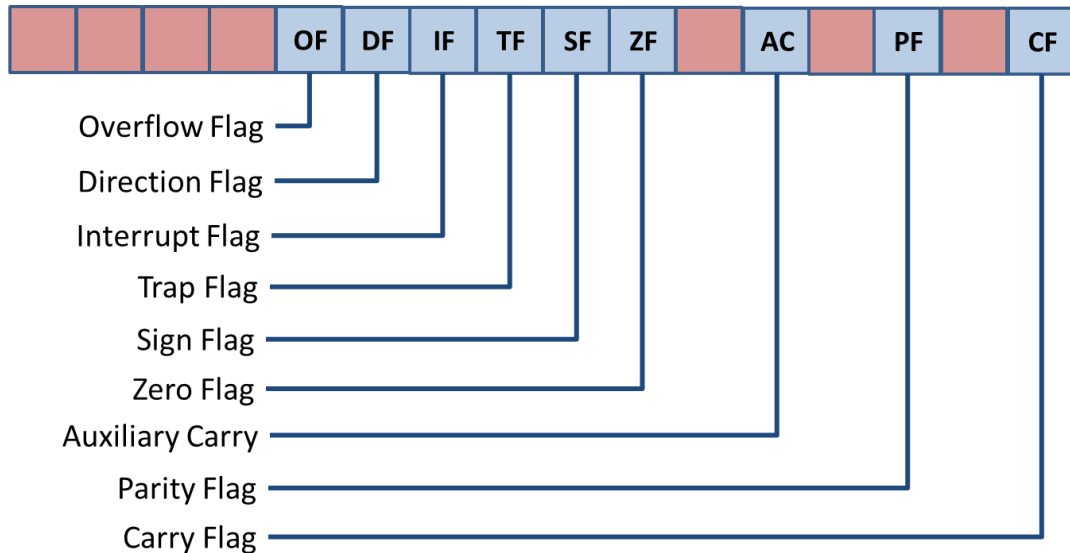 OF DF IF TF SF ZF AC PF CF
Overflow Flag
Direction Flag
Interrupt Flag
Trap Flag
Sign Flag
Zero Flag
Auxiliary Carry
Parity Flag
Carry Flag